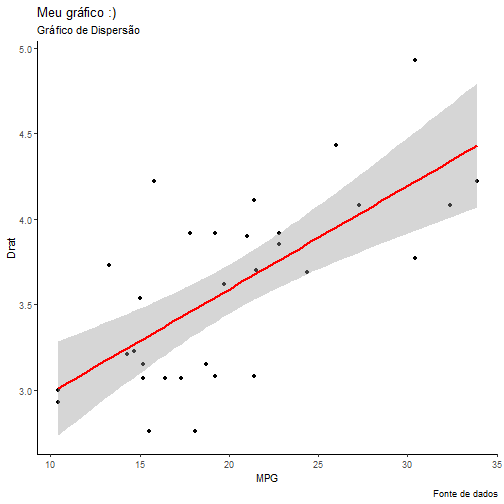 Meu gráfico :)
Gráfico de Dispersão
5.0
4.5
4.0
3.5
3.0
Drat
10 15 20 25 30 35
MPG
Fonte de dados